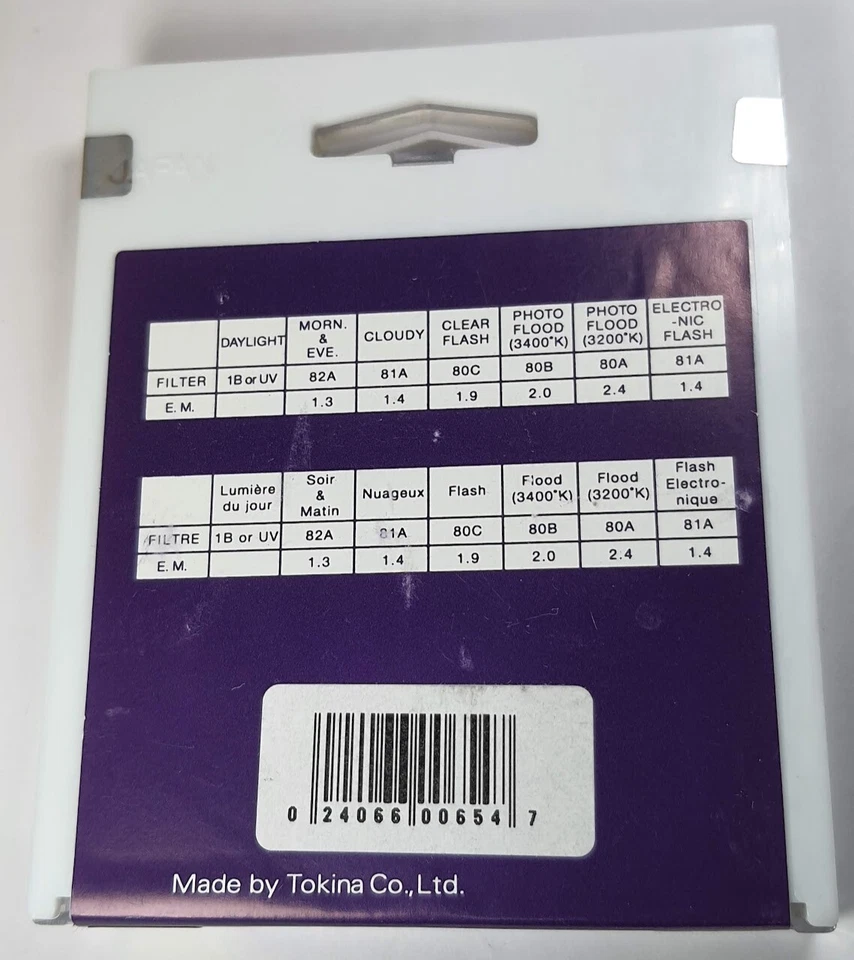 JAPAN
DAYLIGHT MORN. & EVE. CLOUDY CLEAR FLASH PHOTO FLOOD (3400°K) PHOTO FLOOD (3200°K) ELECTRO-NIC FLASH
FILTER 1B or UV 82A 81A 80C 80B 80A 81A
E. M. 1.3 1.4 1.9 2.0 2.4 1.4
Lumière du jour Soir & Matin Nuageux Flash Flood (3400°K) Flood (3200°K) Flash Electro-nique
FILTRE 1B or UV 82A 81A 80C 80B 80A 81A
E. M. 1.3 1.4 1.9 2.0 2.4 1.4
0 24066 00654 7
Made by Tokina Co., Ltd.